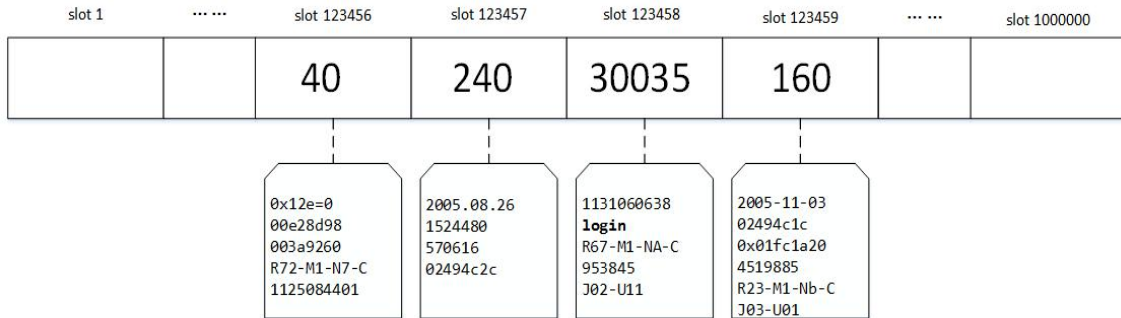 slot 1 ... ... slot 123456 slot 123457 slot 123458 slot 123459 ... ... slot 1000000
40 240 30035 160
0x12e=0
00e28d98
003a9260
R72-M1-N7-C
1125084401
2005.08.26
1524480
570616
02494c2c
1131060638
login
R67-M1-NA-C
953845
J02-U11
2005-11-03
02494c1c
0x01fc1a20
4519885
R23-M1-Nb-C
J03-U01